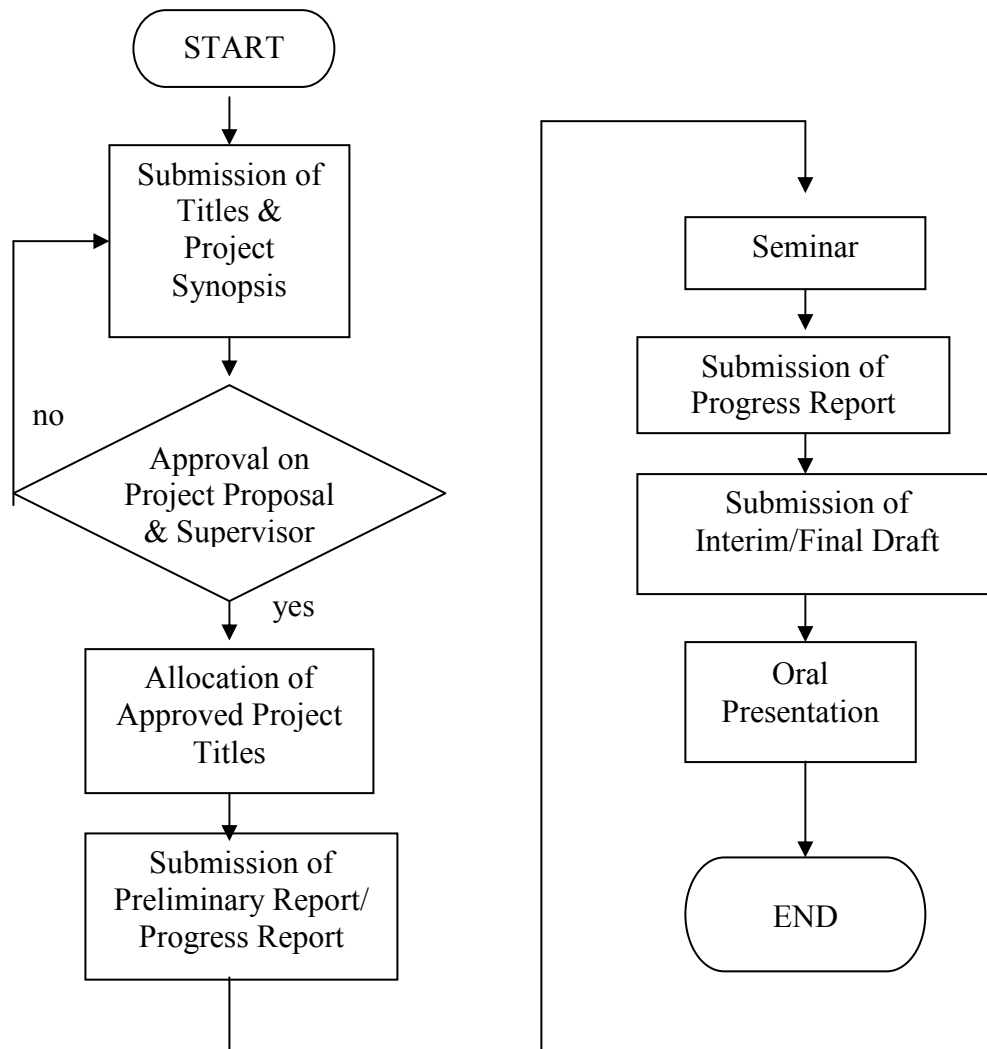 START
Submission of
Titles &
Project
Synopsis
no
Approval on
Project Proposal
& Supervisor
yes
Allocation of
Approved Project
Titles
Submission of
Preliminary Report/
Progress Report
Seminar
Submission of
Progress Report
Submission of
Interim/Final Draft
Oral
Presentation
END